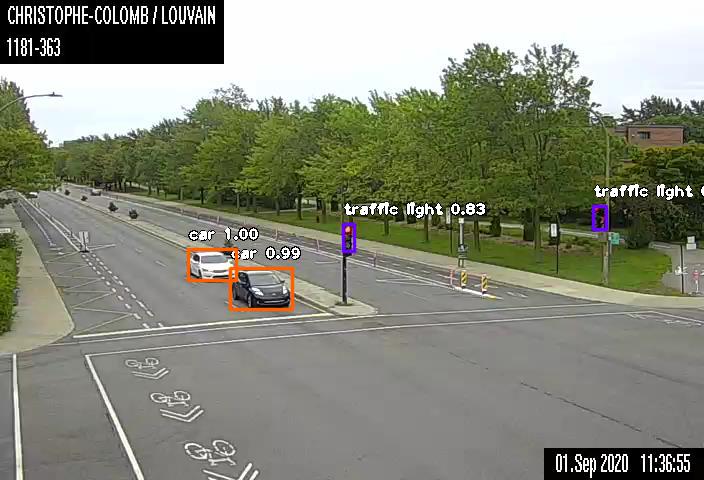 CHRISTOPHE-COLOMB / LOUVAIN
1181-363
traffic light 0
traffic light 0.83
car 1.00
car 0.99
01.Sep 2020 11:36:55